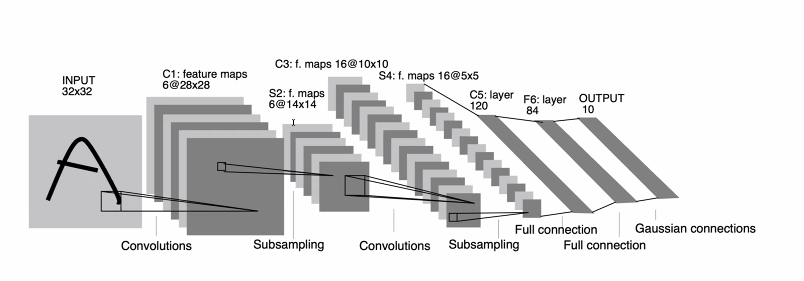 INPUT
32x32
C1: feature maps
6@28x28
S2: f. maps
6@14x14
C3: f. maps 16@10x10
S4: f. maps 16@5x5
C5: layer
120
F6: layer
84
OUTPUT
10
Convolutions
Subsampling
Convolutions
Subsampling
Full connection
Full connection
Gaussian connections